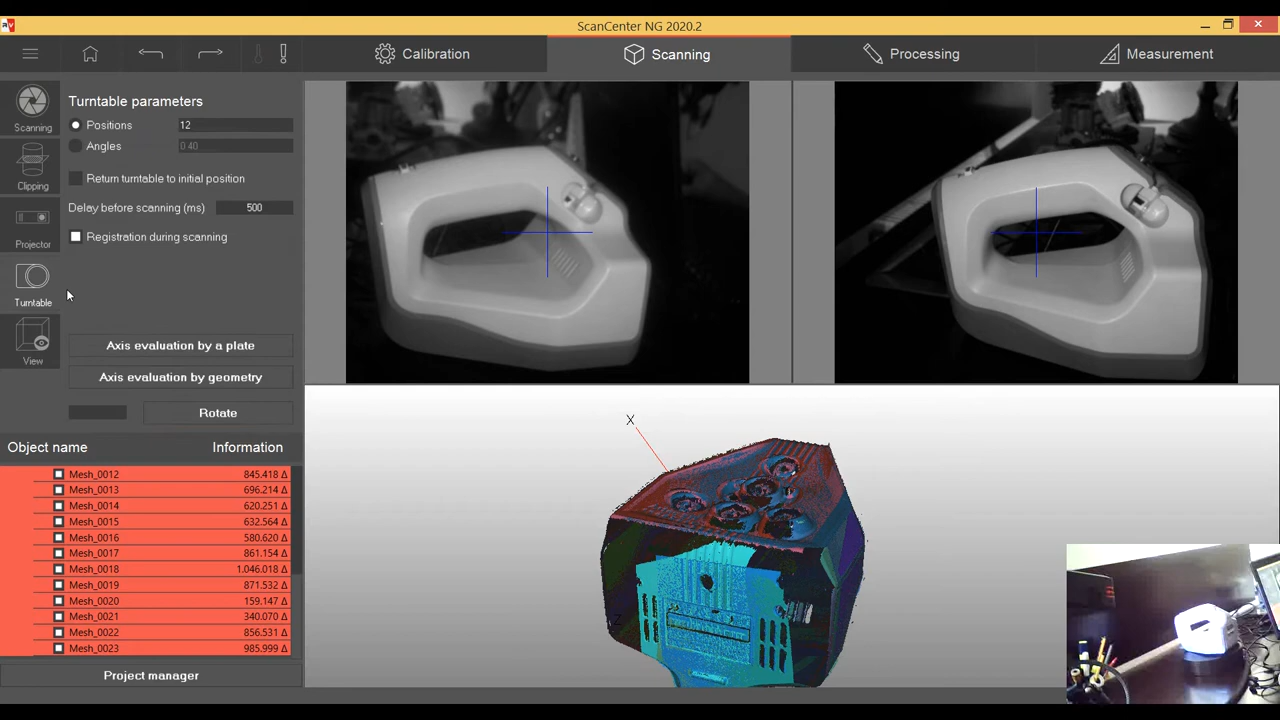 ScanCenter NG 2020.2
Calibration
Scanning
Processing
Measurement
Scanning
Clipping
Projector
Turntable
View
Turntable parameters
Positions 12
Angles 0.40
Return turntable to initial position
Delay before scanning (ms) 500
Registration during scanning
Axis evaluation by a plate
Axis evaluation by geometry
Rotate
Object name Information
Mesh_0012 845.418 Δ
Mesh_0013 696.214 Δ
Mesh_0014 620.251 Δ
Mesh_0015 632.564 Δ
Mesh_0016 580.620 Δ
Mesh_0017 861.154 Δ
Mesh_0018 1.046.018 Δ
Mesh_0019 871.532 Δ
Mesh_0020 159.147 Δ
Mesh_0021 340.070 Δ
Mesh_0022 856.531 Δ
Mesh_0023 985.999 Δ
Project manager
X
Z